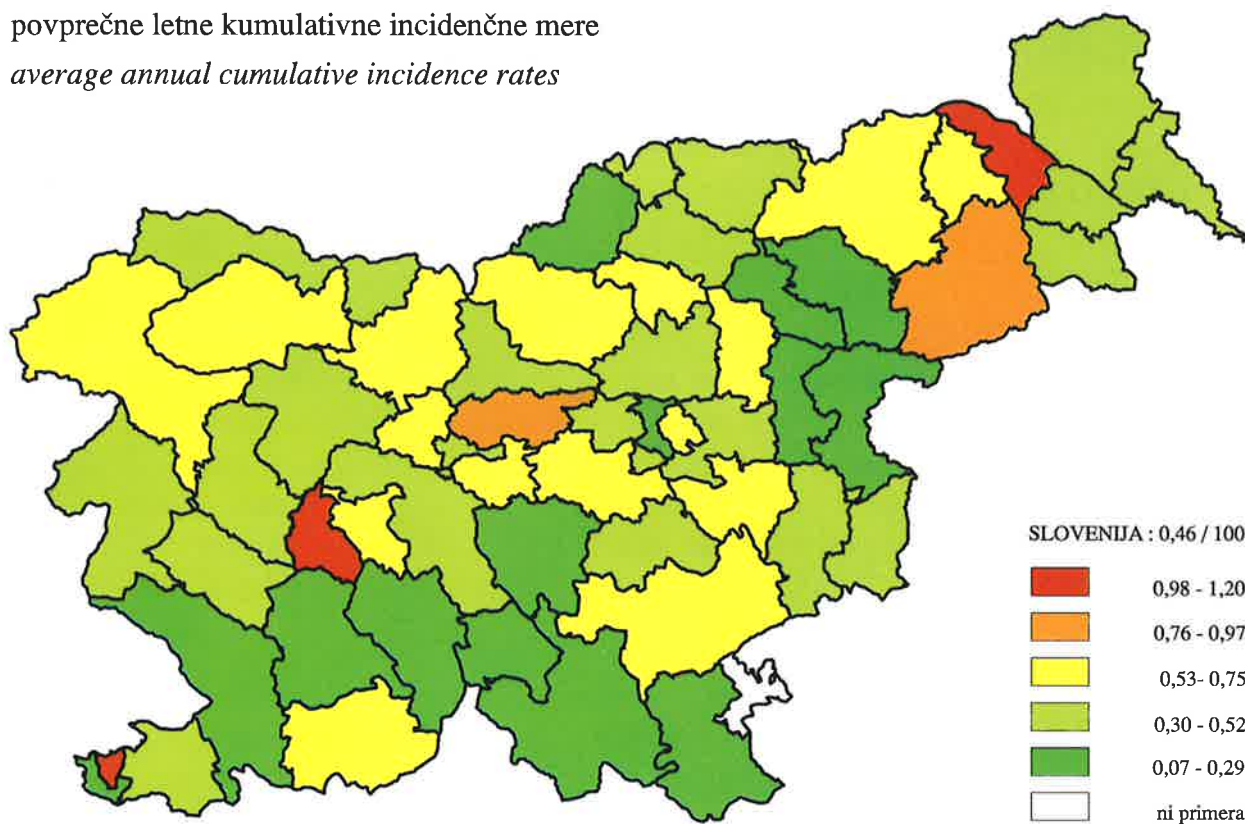 povprečne letne kumulativne incidenčne mere
average annual cumulative incidence rates
SLOVENIJA : 0,46 / 100
0,98 - 1,20
0,76 - 0,97
0,53- 0,75
0,30 - 0,52
0,07 - 0,29
ni primera